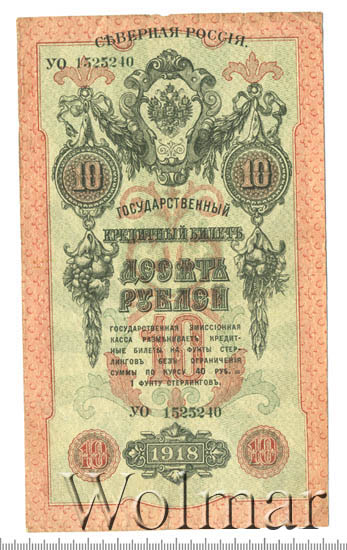 СѢВЕРНАЯ РОССІЯ.
УО 1525240
10 10
ГОСУДАРСТВЕННЫЙ
КРЕДИТНЫЙ БИЛЕТЪ
ДЕСЯТЬ
РУБЛЕЙ
10
ГОСУДАРСТВЕННАЯ ЭМИССІОННАЯ
КАССА РАЗМѢНИВАЕТЪ КРЕДИТ-
НЫЕ БИЛЕТЫ НА ФУНТЫ СТЕР-
ЛИНГОВЪ БЕЗЪ ОГРАНИЧЕНІЯ
СУММЫ ПО КУРСУ 40 РУБ. =
1 ФУНТУ СТЕРЛИНГОВЪ.
УО 1525240
10 1918 10
Wolmar